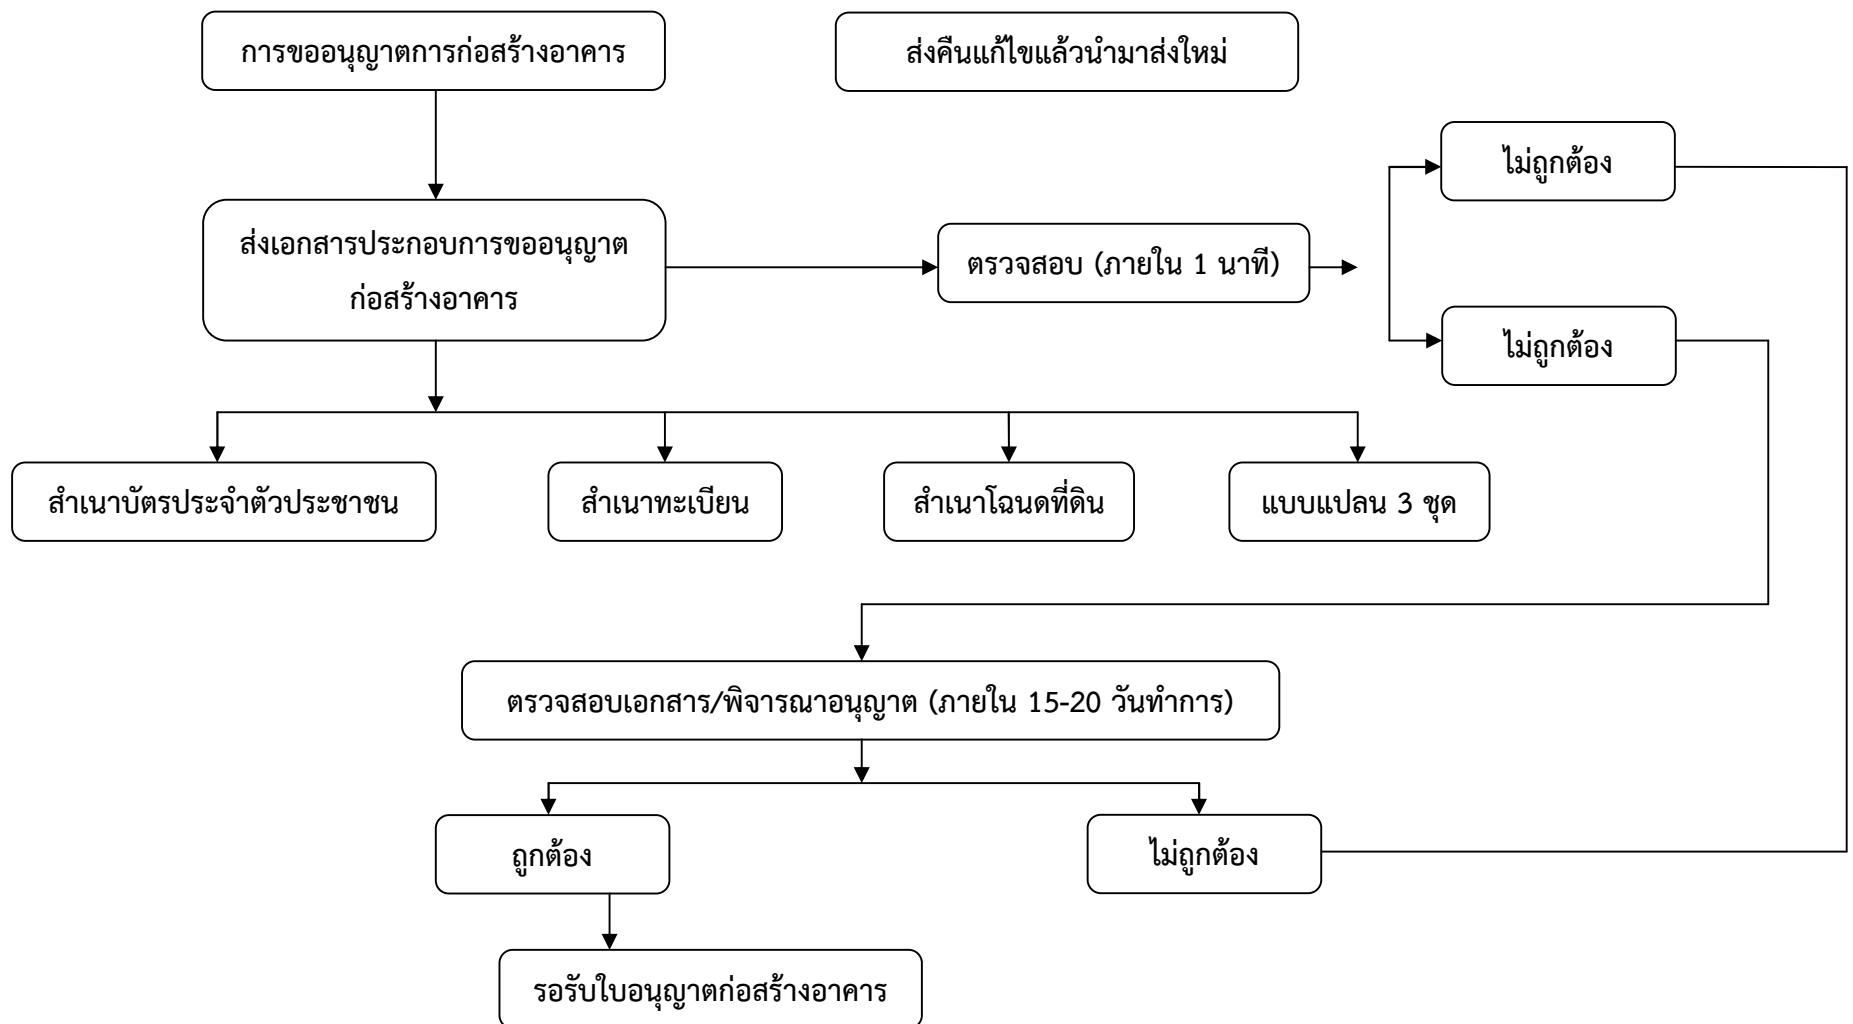 การขออนุญาตการก่อสร้างอาคาร
ส่งคืนแก้ไขแล้วนำมาส่งใหม่
ไม่ถูกต้อง
ส่งเอกสารประกอบการขออนุญาต
ก่อสร้างอาคาร
ตรวจสอบ (ภายใน 1 นาที)
ไม่ถูกต้อง
สำเนาบัตรประจำตัวประชาชน
สำเนาทะเบียน
สำเนาโฉนดที่ดิน
แบบแปลน 3 ชุด
ตรวจสอบเอกสาร/พิจารณาอนุญาต (ภายใน 15-20 วันทำการ)
ถูกต้อง
ไม่ถูกต้อง
รอรับใบอนุญาตก่อสร้างอาคาร